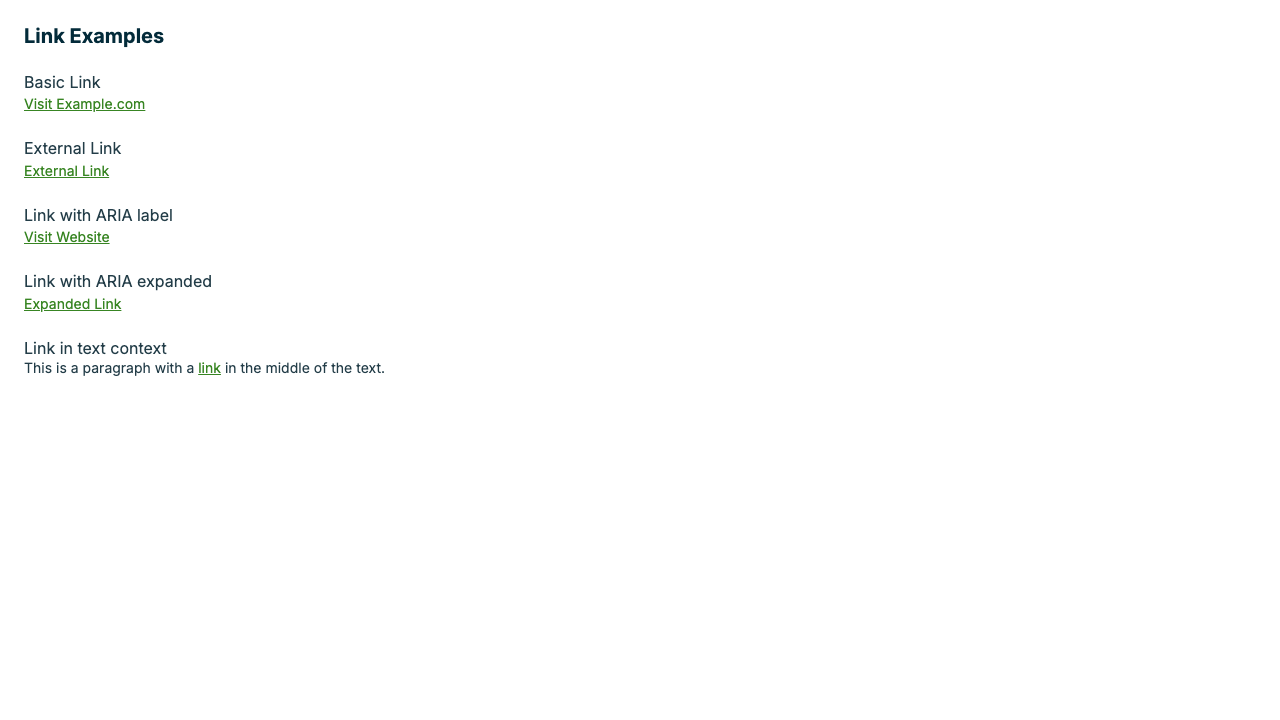 Link Examples
Basic Link
Visit Example.com
External Link
External Link
Link with ARIA label
Visit Website
Link with ARIA expanded
Expanded Link
Link in text context
This is a paragraph with a link in the middle of the text.